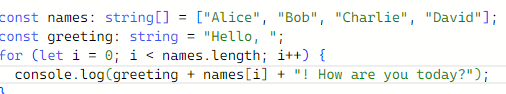 const names: string[] = ["Alice", "Bob", "Charlie", "David"];
const greeting: string = "Hello, ";
for (let i = 0; i < names.length; i++) {
  console.log(greeting + names[i] + "! How are you today?");
}